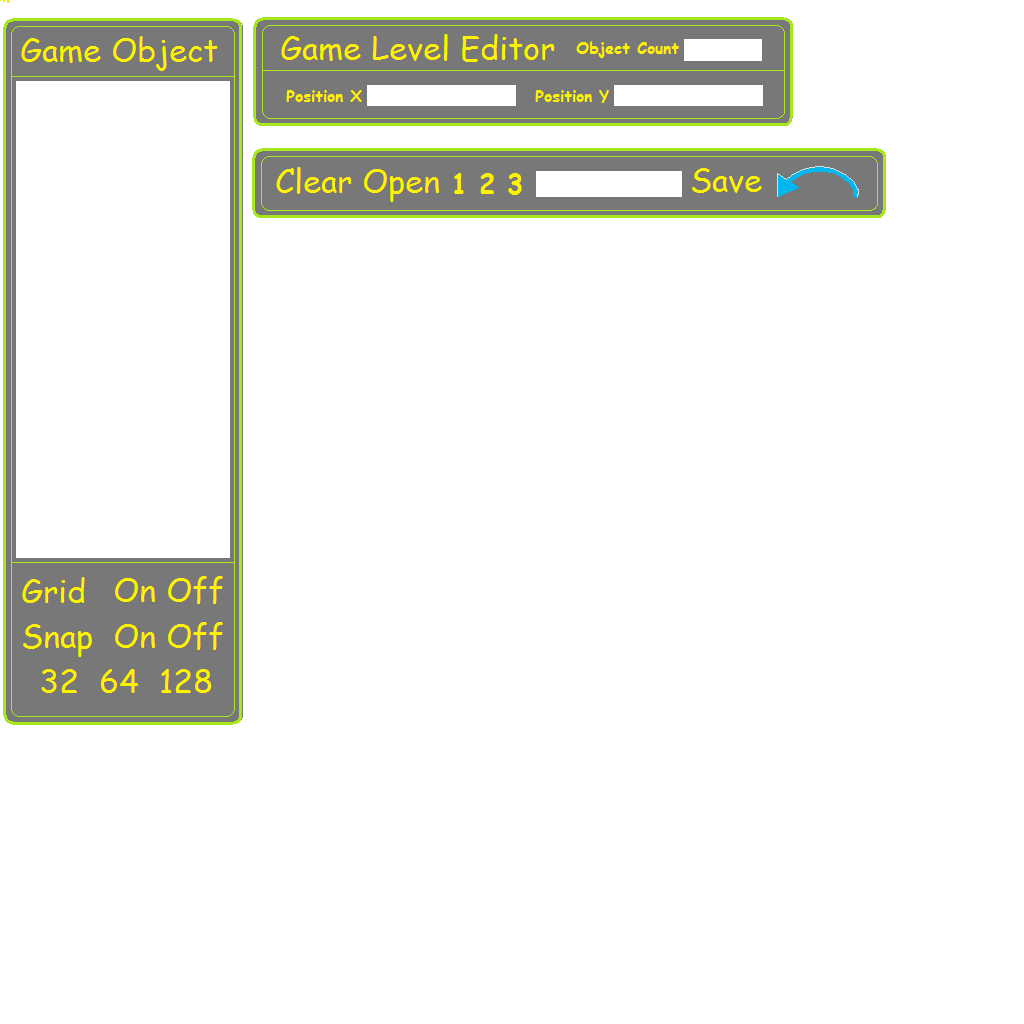 Game Object
Game Level Editor Object Count
Position X Position Y
Clear Open 1 2 3 Save
Grid On Off
Snap On Off
32 64 128